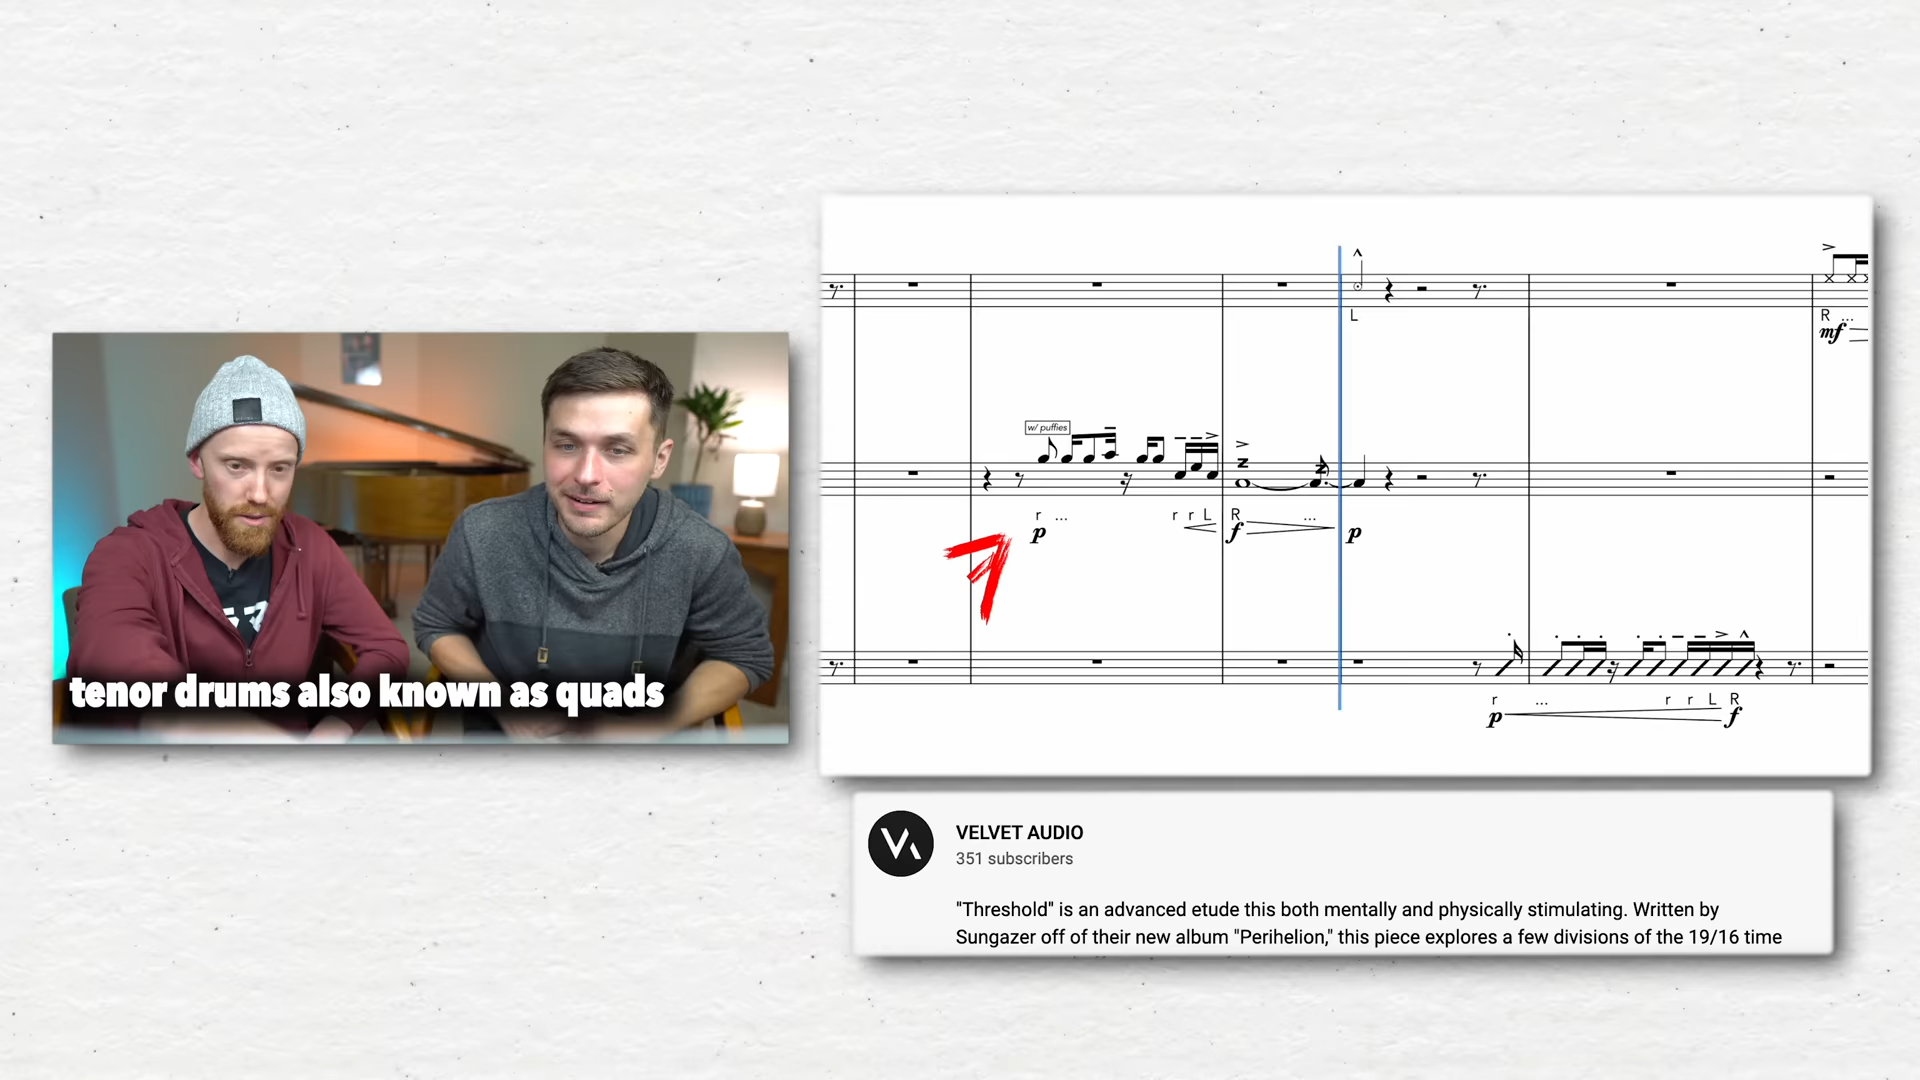 L
R ...
mf
w/ puffies
r ... r r L R ...
p f p
r ... r r L R
p f
tenor drums also known as quads
VELVET AUDIO
351 subscribers
"Threshold" is an advanced etude this both mentally and physically stimulating. Written by
Sungazer off of their new album "Perihelion," this piece explores a few divisions of the 19/16 time